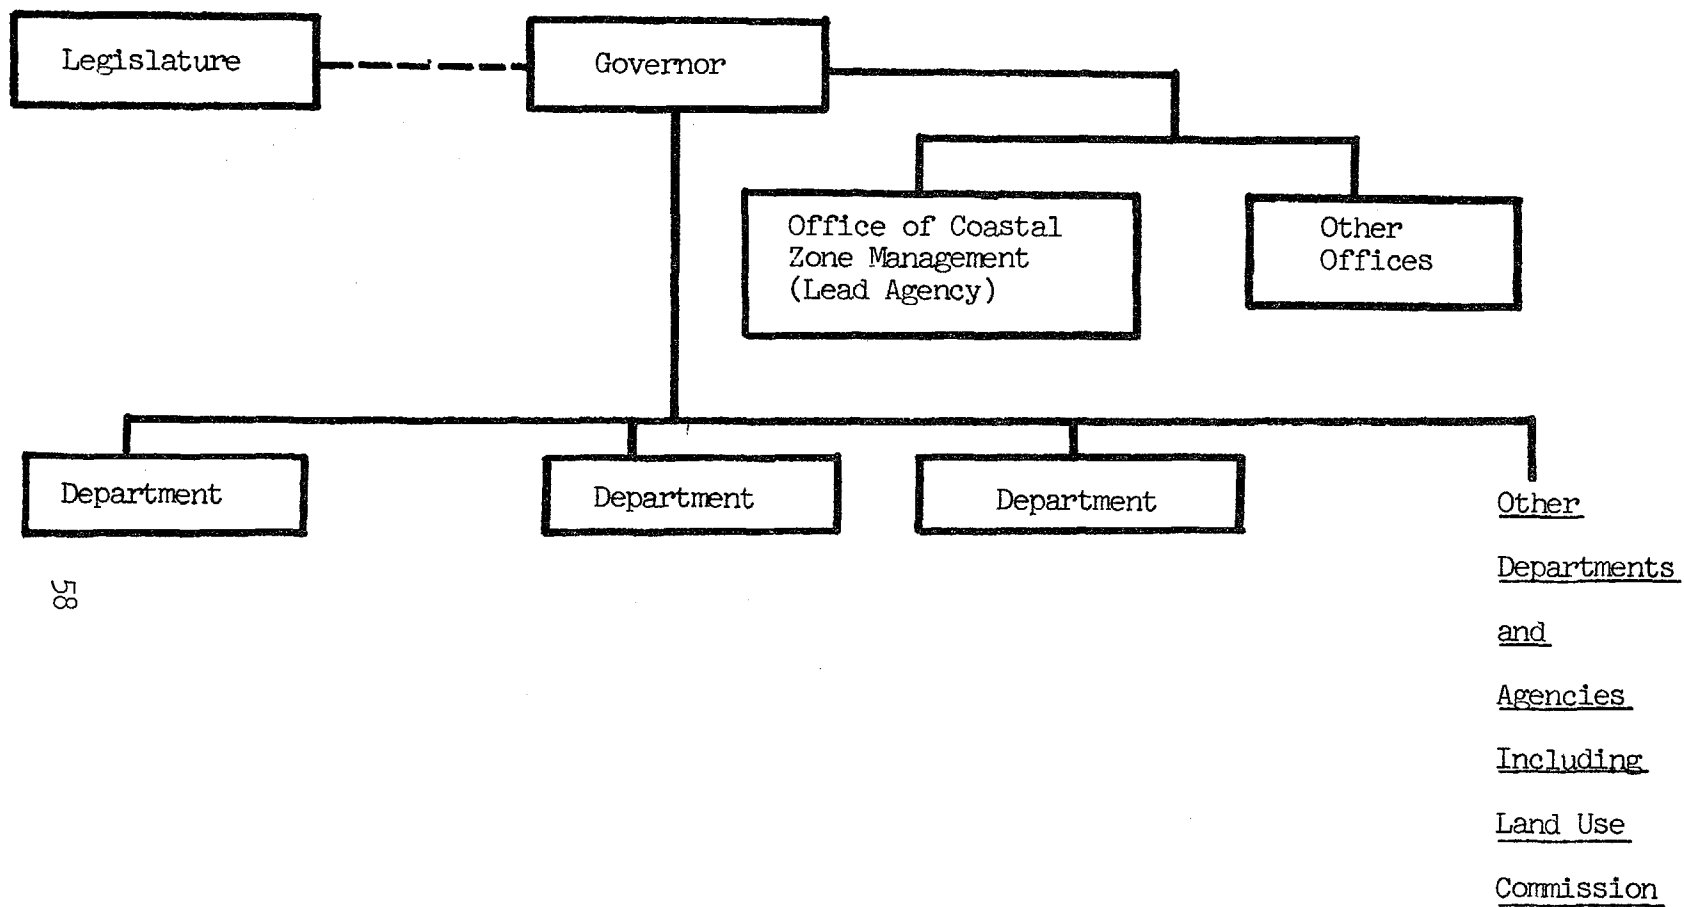 Legislature
Governor
Office of Coastal
Zone Management
(Lead Agency)
Other
Offices
Department
Department
Department
Other
Departments
and
Agencies
Including
Land Use
Commission
58